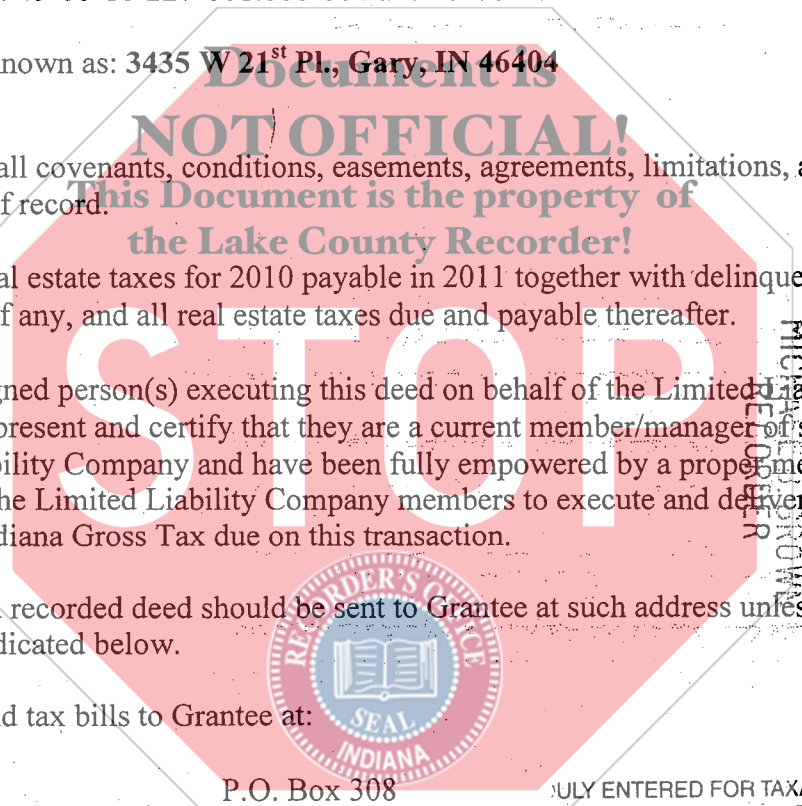 nown as: 3435 W 21st Pl., Gary, IN 46404
Document is
NOT OFFICIAL!
all covenants, conditions, easements, agreements, limitations, a
f record.
This Document is the property of
the Lake County Recorder!
al estate taxes for 2010 payable in 2011 together with delinque
f any, and all real estate taxes due and payable thereafter.
STOP
ned person(s) executing this deed on behalf of the Limited Lia
present and certify that they are a current member/manager of s
bility Company and have been fully empowered by a proper me
he Limited Liability Company members to execute and deliver
diana Gross Tax due on this transaction.
RECORDER
recorded deed should be sent to Grantee at such address unles
dicated below.
RECORDER'S OFFICE
SEAL
INDIANA
d tax bills to Grantee at:
P.O. Box 308
ULY ENTERED FOR TAXA